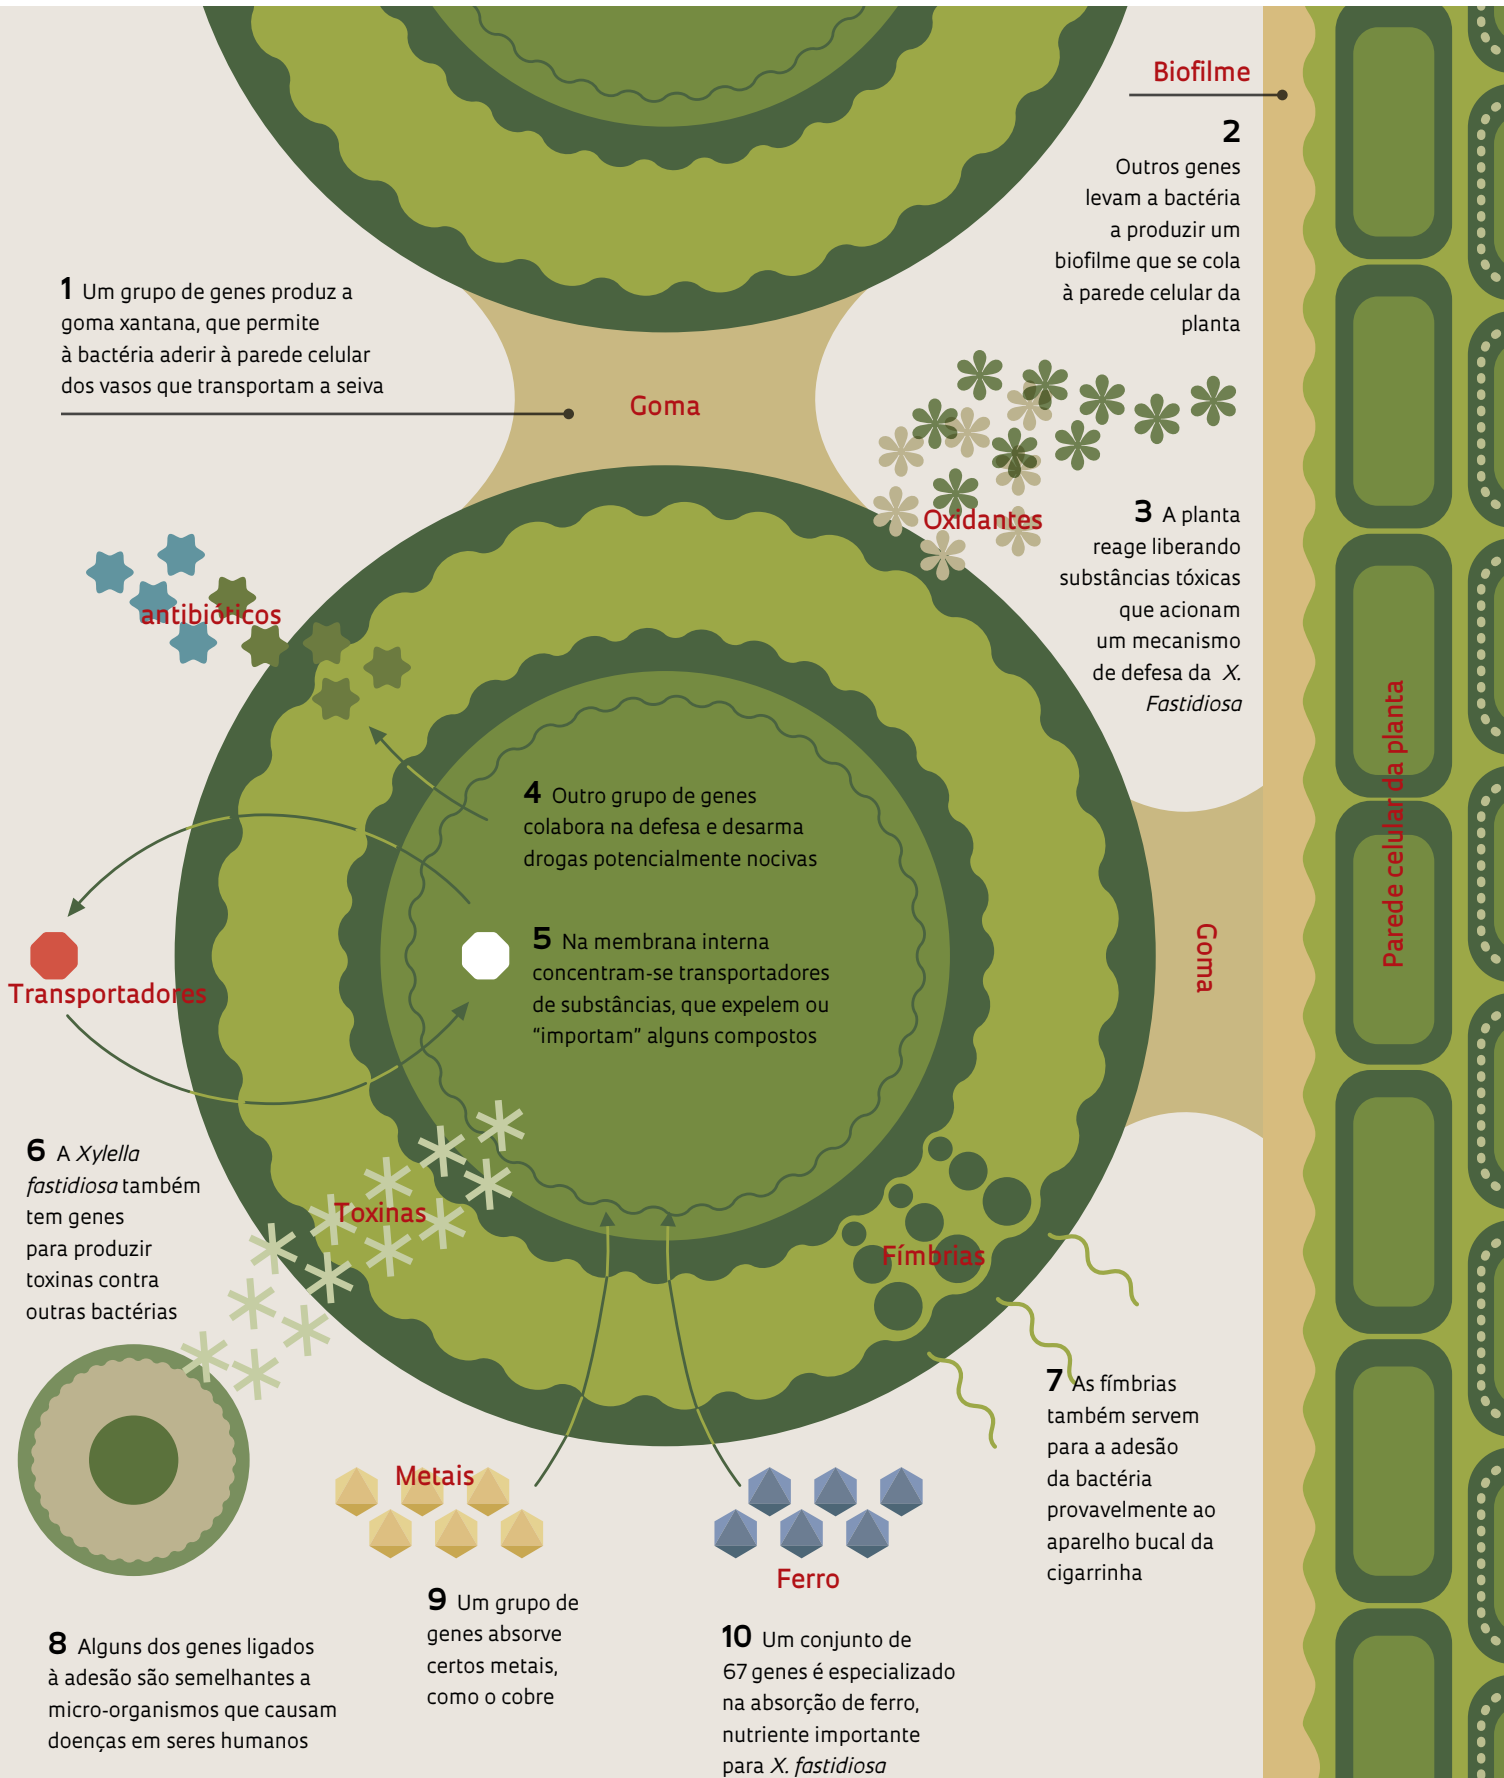 Biofilme
2
Outros genes
levam a bactéria
a produzir um
biofilme que se cola
à parede celular da
planta
1 Um grupo de genes produz a
goma xantana, que permite
à bactéria aderir à parede celular
dos vasos que transportam a seiva
Goma
Oxidantes
3 A planta
reage liberando
substâncias tóxicas
que acionam
um mecanismo
de defesa da X.
Fastidiosa
antibióticos
Parede celular da planta
4 Outro grupo de genes
colabora na defesa e desarma
drogas potencialmente nocivas
5 Na membrana interna
concentram-se transportadores
de substâncias, que expelem ou
“importam” alguns compostos
Goma
Transportadores
6 A Xylella
fastidiosa também
tem genes
para produzir
toxinas contra
outras bactérias
Toxinas
Fímbrias
7 As fímbrias
também servem
para a adesão
da bactéria
provavelmente ao
aparelho bucal da
cigarrinha
Metais
Ferro
9 Um grupo de
genes absorve
certos metais,
como o cobre
8 Alguns dos genes ligados
à adesão são semelhantes a
micro-organismos que causam
doenças em seres humanos
10 Um conjunto de
67 genes é especializado
na absorção de ferro,
nutriente importante
para X. fastidiosa